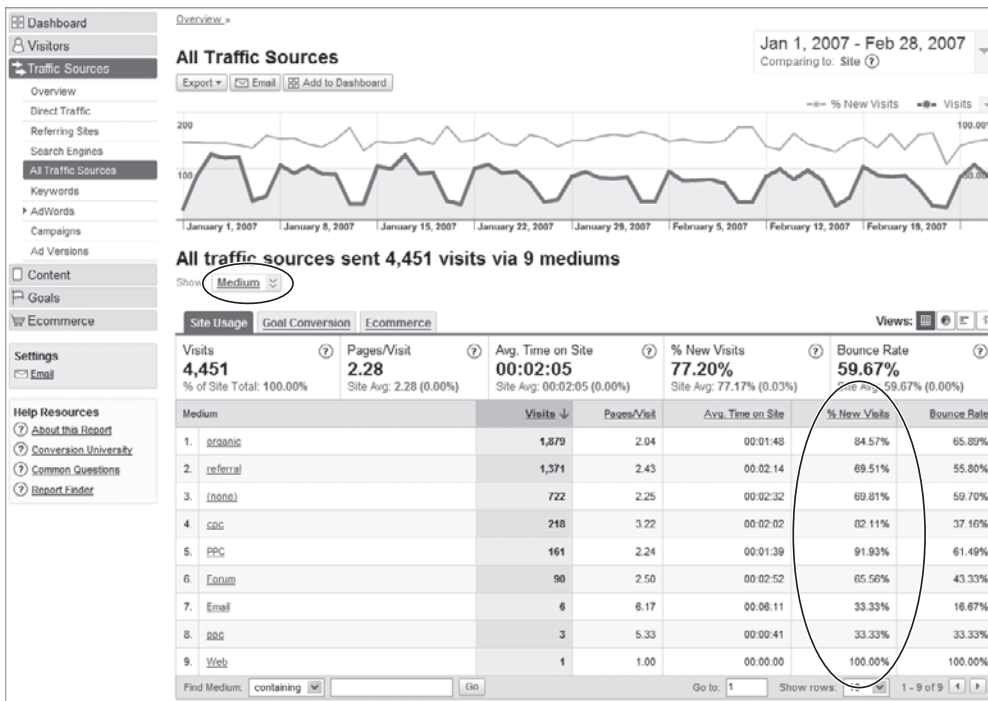 Dashboard
Visitors
Traffic Sources
Overview
Direct Traffic
Referring Sites
Search Engines
All Traffic Sources
Keywords
AdWords
Campaigns
Ad Versions
Content
Goals
Ecommerce
Settings
Email
Help Resources
About this Report
Conversion University
Common Questions
Report Finder
Overview »
All Traffic Sources
Jan 1, 2007 - Feb 28, 2007
Comparing to: Site
Export Email Add to Dashboard
% New Visits Visits
200 100.00%
100
January 1, 2007 January 8, 2007 January 15, 2007 January 22, 2007 January 29, 2007 February 5, 2007 February 12, 2007 February 19, 2007
All traffic sources sent 4,451 visits via 9 mediums
Show: Medium
Site Usage Goal Conversion Ecommerce Views:
Visits Pages/Visit Avg. Time on Site % New Visits Bounce Rate
4,451 2.28 00:02:05 77.20% 59.67%
% of Site Total: 100.00% Site Avg: 2.28 (0.00%) Site Avg: 00:02:05 (0.00%) Site Avg: 77.17% (0.03%) Site Avg: 59.67% (0.00%)
Medium Visits ↓ Pages/Visit Avg. Time on Site % New Visits Bounce Rate
1. organic 1,879 2.04 00:01:48 84.57% 65.89%
2. referral 1,371 2.43 00:02:14 69.51% 55.80%
3. (none) 722 2.25 00:02:32 69.81% 59.70%
4. cpc 218 3.22 00:02:02 82.11% 37.16%
5. PPC 161 2.24 00:01:39 91.93% 61.49%
6. Forum 90 2.50 00:02:52 65.56% 43.33%
7. Email 6 6.17 00:06:11 33.33% 16.67%
8. ppc 3 5.33 00:00:41 33.33% 33.33%
9. Web 1 1.00 00:00:00 100.00% 100.00%
Find Medium: containing Go Go to: 1 Show rows: 1 - 9 of 9